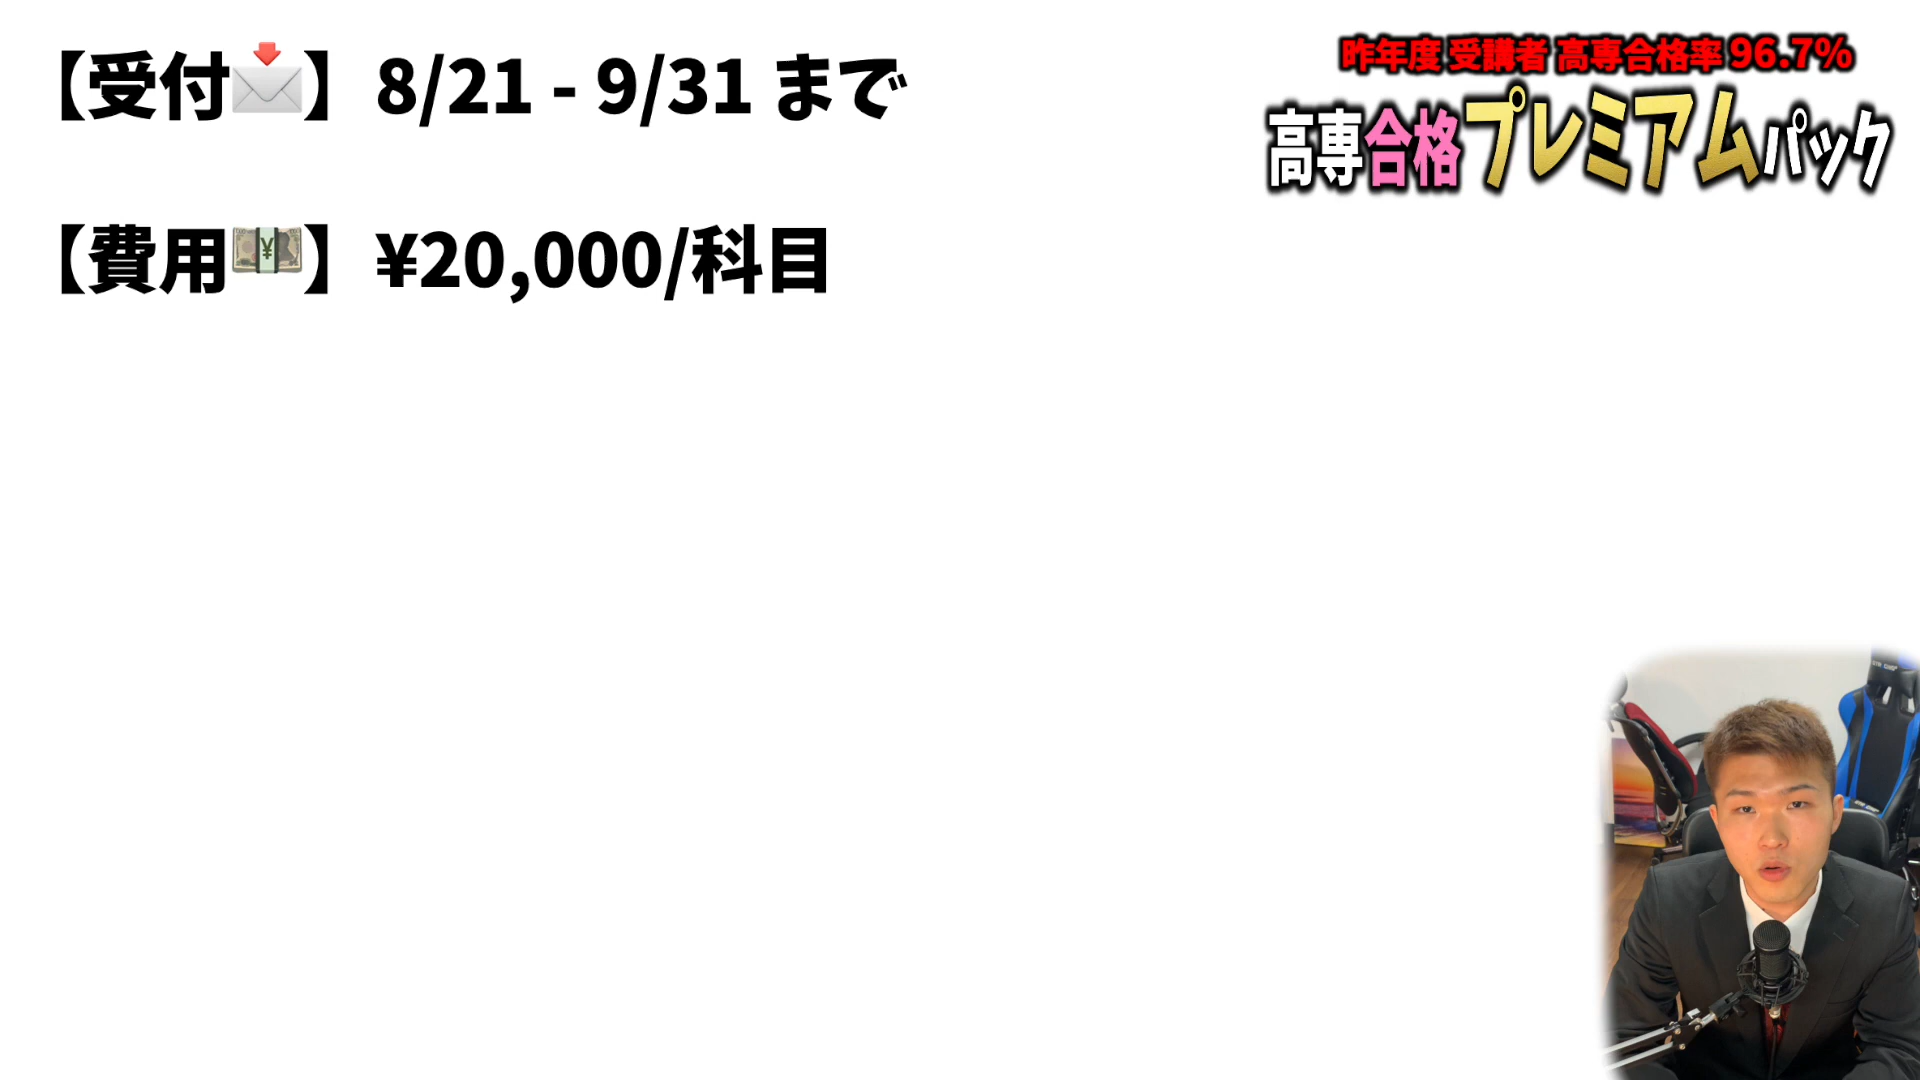 【受付📩】 8/21 - 9/31 まで
【費用💴】 ¥20,000/科目
昨年度 受講者 高専合格率 96.7%
高専合格プレミアムパック